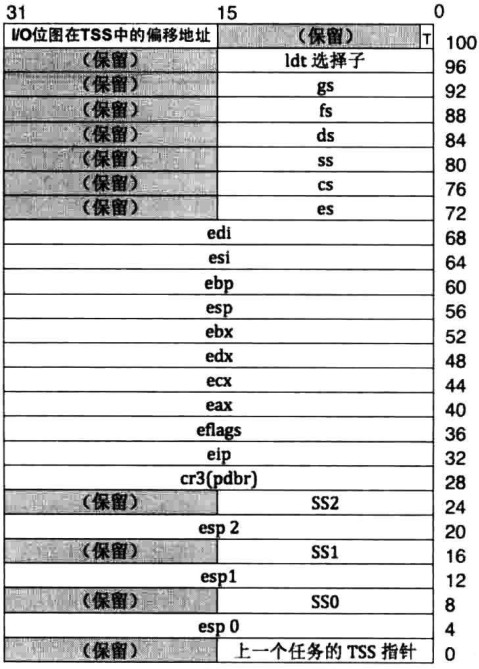 31 15 0
I/O位图在TSS中的偏移地址 （保留） T 100
（保留） ldt 选择子 96
（保留） gs 92
（保留） fs 88
（保留） ds 84
（保留） ss 80
（保留） cs 76
（保留） es 72
edi 68
esi 64
ebp 60
esp 56
ebx 52
edx 48
ecx 44
eax 40
eflags 36
eip 32
cr3(pdbr) 28
（保留） SS2 24
esp 2 20
（保留） SS1 16
esp1 12
（保留） SS0 8
esp 0 4
（保留） 上一个任务的 TSS 指针 0